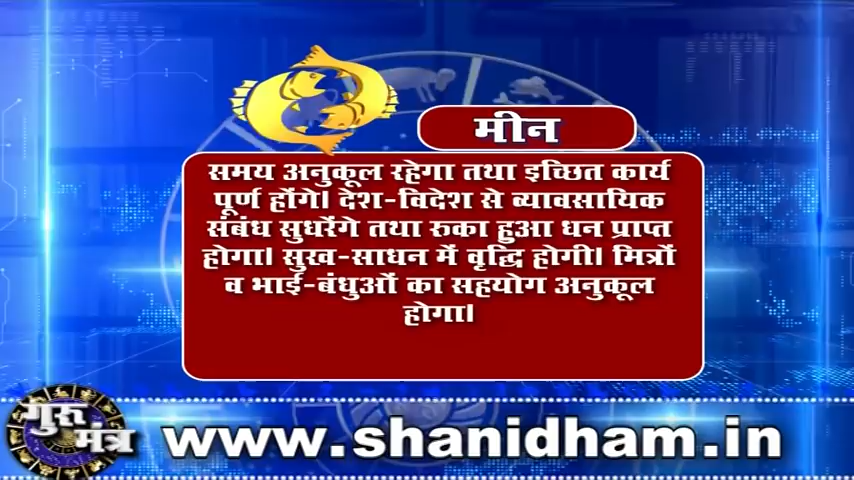 मीन
समय अनुकूल रहेगा तथा इच्छित कार्य
पूर्ण होंगे। देश-विदेश से व्यावसायिक
संबंध सुधरेंगे तथा रुका हुआ धन प्राप्त
होगा। सुख-साधन में वृद्धि होगी। मित्रों
व भाई-बंधुओं का सहयोग अनुकूल
होगा।
गुरु
मंत्र
www.shanidham.in